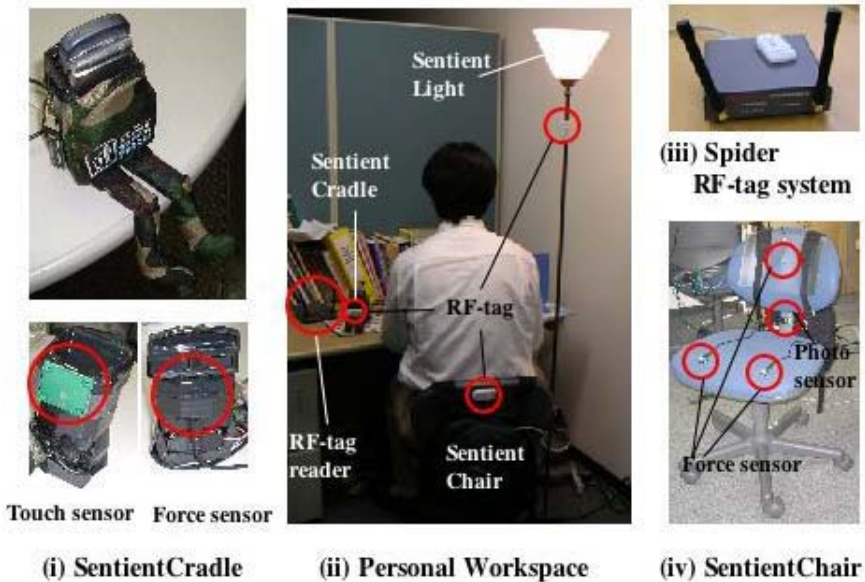 Sentient
Light
Sentient
Cradle
RF-tag
RF-tag
reader
Sentient
Chair
(iii) Spider
RF-tag system
Photo
sensor
Force sensor
Touch sensor
Force sensor
(i) SentientCradle
(ii) Personal Workspace
(iv) SentientChair